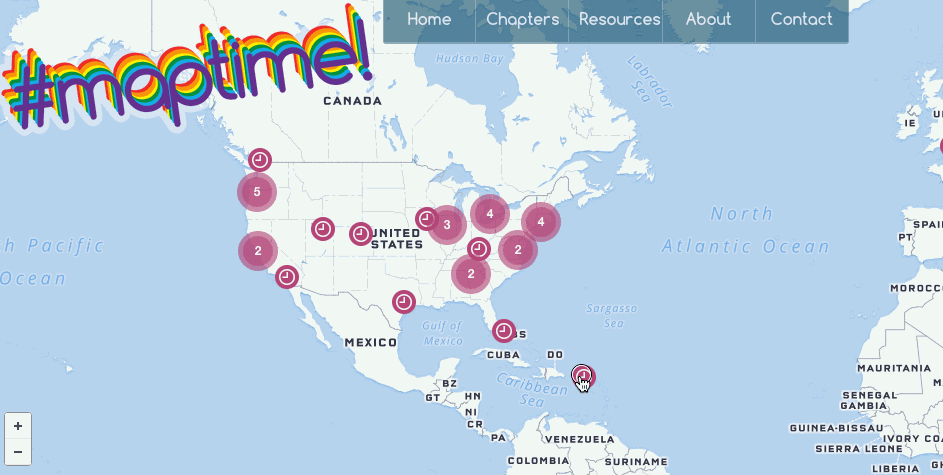 Home Chapters Resources About Contact
#maptime!
Hudson Bay
Labrador
Sea
CANADA
IE
5
3
4
4
2
2
2
UNITED
STATES
North
Atlantic Ocean
h Pacific
Ocean
SPAI
PT
MOROCC
Gulf of
Mexico
Sargasso
Sea
MEXICO
CUBA
DO
BZ
GT
HN
NI
CR
PA
Caribbean
Sea
MAURITANIA
SENEGAL
GAMBIA
GUINEA-BISSAU
SIERRA LEONE
IVORY CO
LIBERIA
VENEZUELA
COLOMBIA
SURINAME
+
−